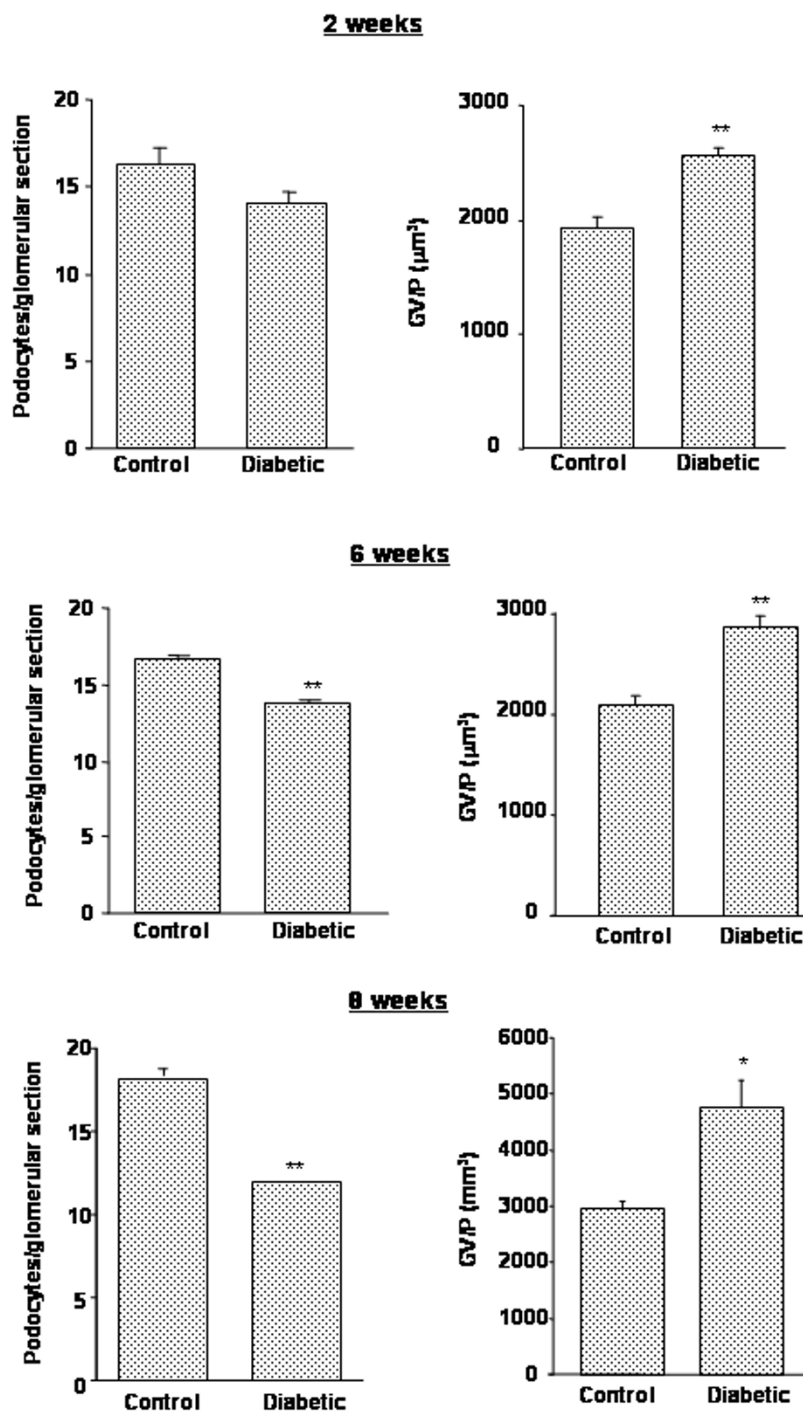 2 weeks
Podocytes/glomerular section
20
15
10
5
0
Control Diabetic
GV/P (µm³)
3000
2000
1000
0
**
Control Diabetic
6 weeks
Podocytes/glomerular section
20
15
10
5
0
**
Control Diabetic
GV/P (µm³)
3000
2000
1000
0
**
Control Diabetic
8 weeks
Podocytes/glomerular section
20
15
10
5
0
**
Control Diabetic
GV/P (mm³)
6000
5000
4000
3000
2000
1000
0
*
Control Diabetic